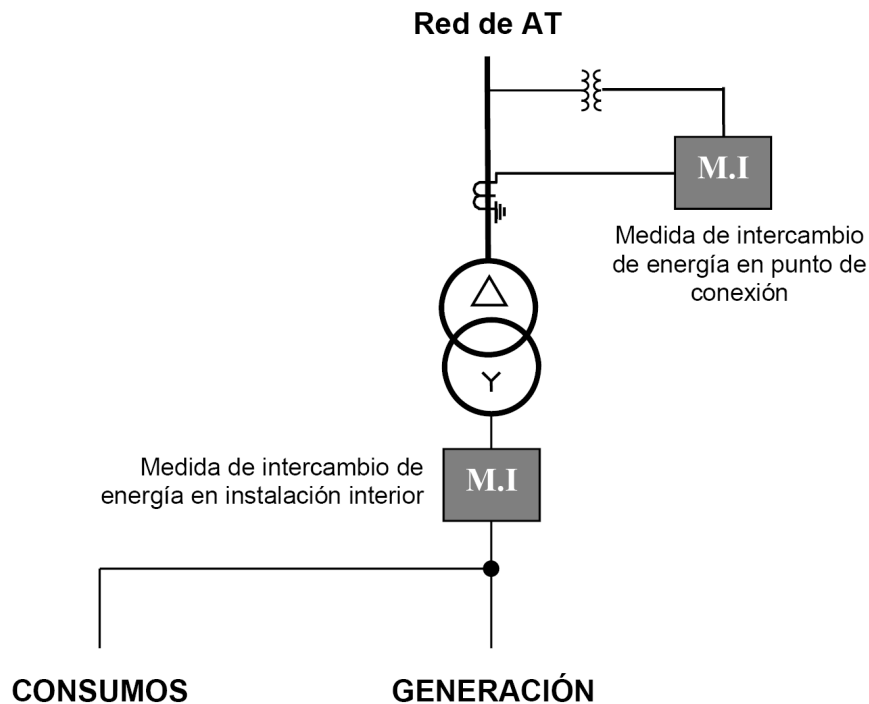 Red de AT
M.I
Medida de intercambio
de energía en punto de
conexión
Medida de intercambio de
energía en instalación interior
M.I
CONSUMOS
GENERACIÓN